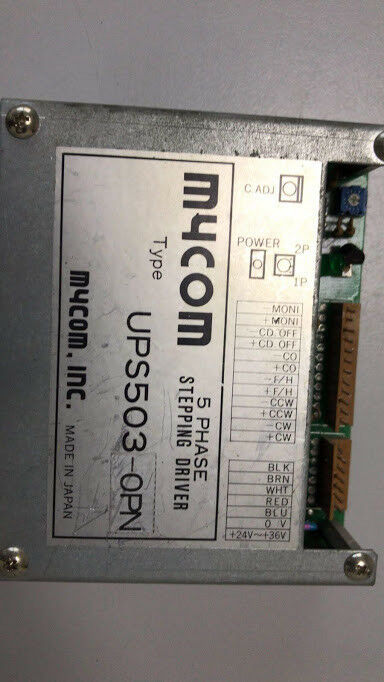 MYCOM
5 PHASE
STEPPING DRIVER
Type UPS503-0PN
MYCOM, INC. MADE IN JAPAN
C.ADJ
POWER
2P
1P
-MONI
+MONI
-CD.OFF
+CD.OFF
-CO
+CO
-F/H
+F/H
-CCW
+CCW
-CW
+CW
BLK
BRN
WHT
RED
BLU
0 V
+24V~+36V